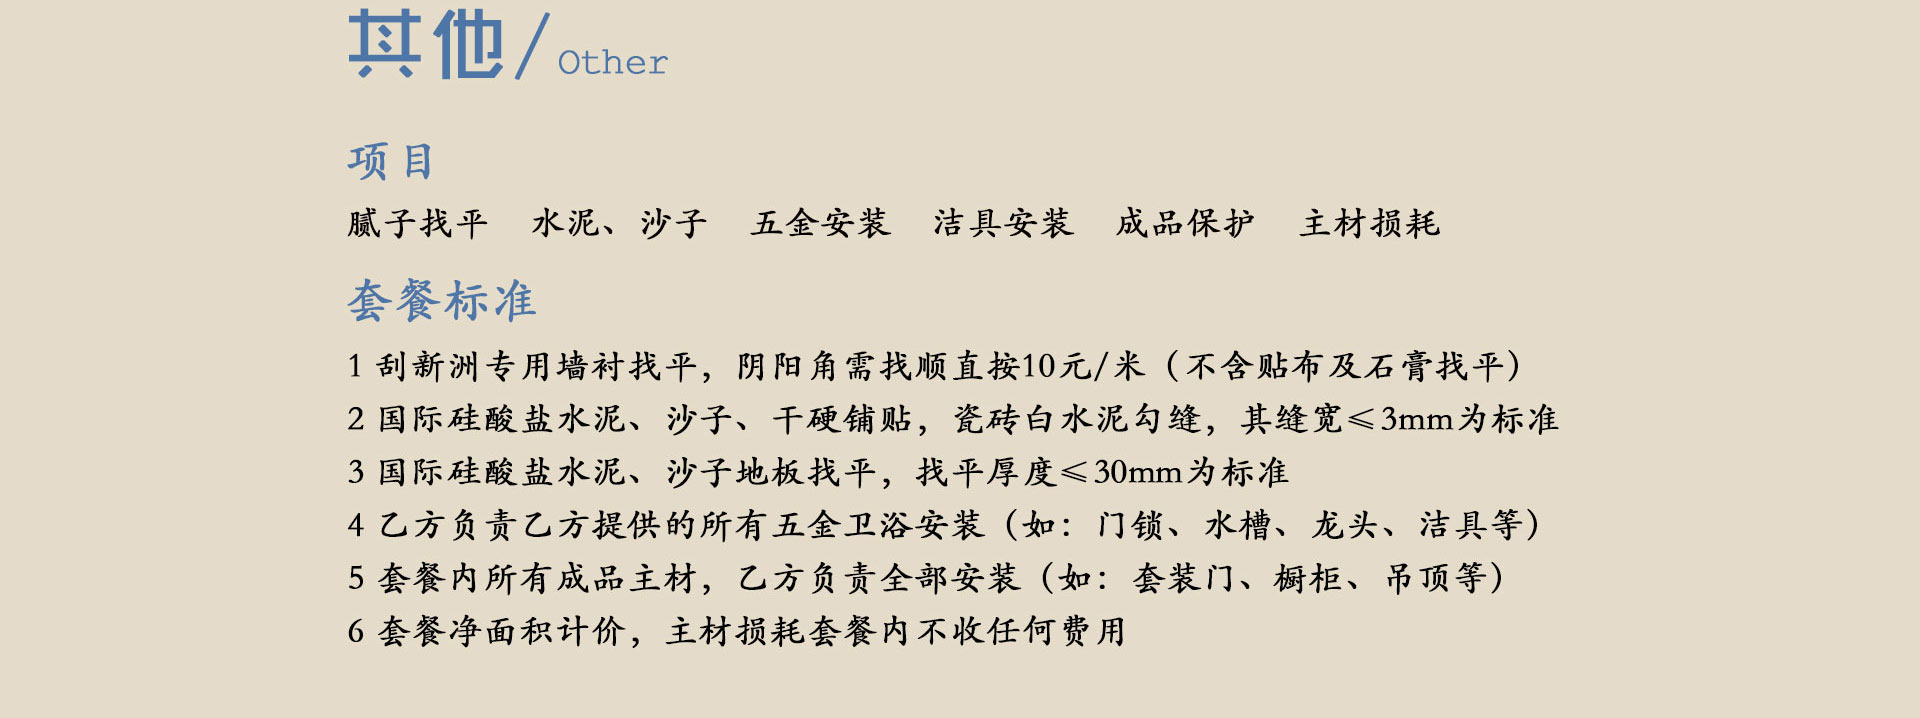 其他/Other
项目
腻子找平 水泥、沙子 五金安装 洁具安装 成品保护 主材损耗
套餐标准
1 刮新洲专用墙衬找平，阴阳角需找顺直按10元/米（不含贴布及石膏找平）
2 国际硅酸盐水泥、沙子、干硬铺贴，瓷砖白水泥勾缝，其缝宽≤3mm为标准
3 国际硅酸盐水泥、沙子地板找平，找平厚度≤30mm为标准
4 乙方负责乙方提供的所有五金卫浴安装（如：门锁、水槽、龙头、洁具等）
5 套餐内所有成品主材，乙方负责全部安装（如：套装门、橱柜、吊顶等）
6 套餐净面积计价，主材损耗套餐内不收任何费用